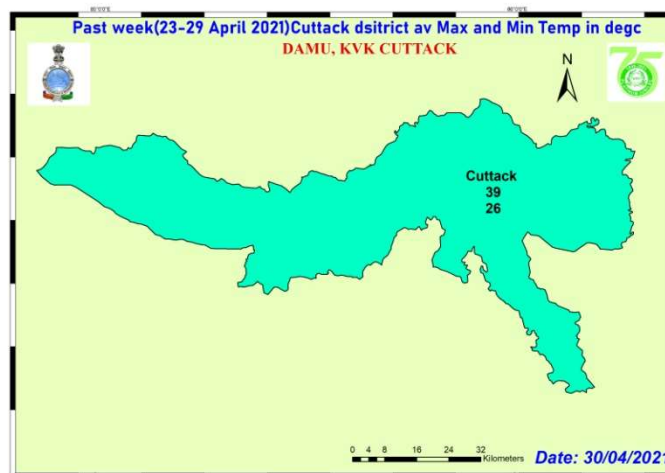 Past week(23-29 April 2021)Cuttack dsitrict av Max and Min Temp in degc
DAMU, KVK CUTTACK
N
75
Cuttack
39
26
0 4 8 16 24 32
Kilometers
Date: 30/04/2021